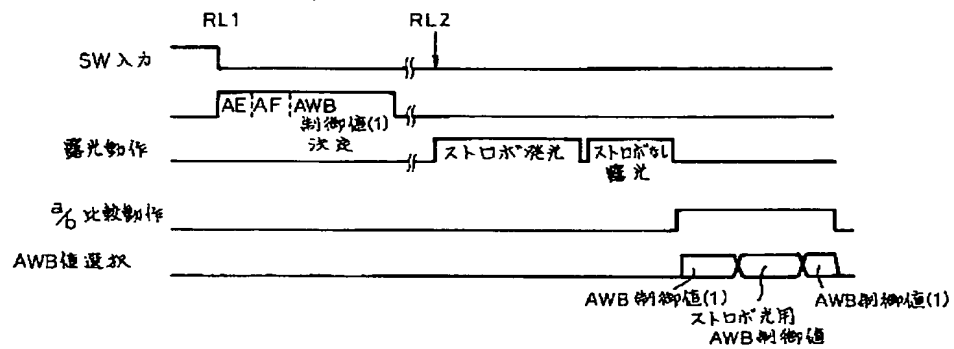 RL1
RL2
SW入力
AE AF AWB
制御値(1)
決定
露光動作
ストロボ発光
ストロボなし
露光
a/b 比較動作
AWB値選択
AWB制御値(1)
ストロボ光用
AWB制御値
AWB制御値(1)